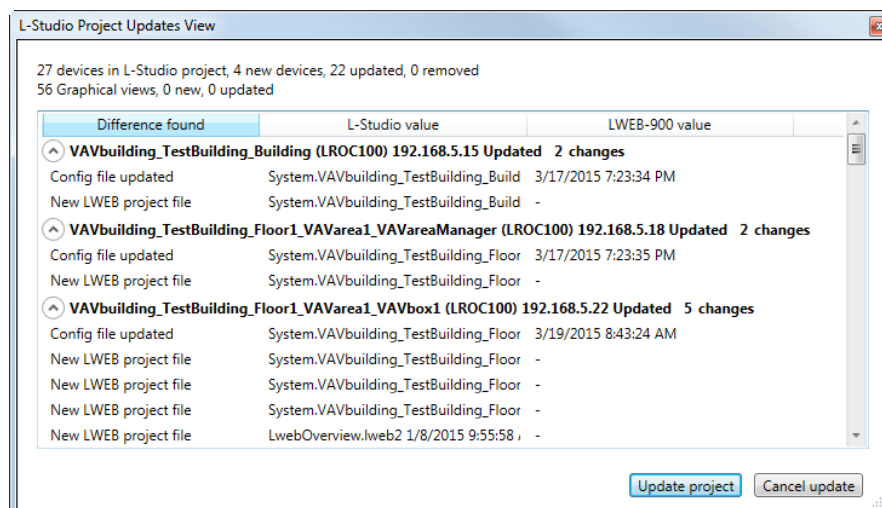 L-Studio Project Updates View
27 devices in L-Studio project, 4 new devices, 22 updated, 0 removed
56 Graphical views, 0 new, 0 updated
Difference found L-Studio value LWEB-900 value
VAVbuilding_TestBuilding_Building (LROC100) 192.168.5.15 Updated 2 changes
Config file updated System.VAVbuilding_TestBuilding_Build 3/17/2015 7:23:34 PM
New LWEB project file System.VAVbuilding_TestBuilding_Build -
VAVbuilding_TestBuilding_Floor1_VAVarea1_VAVareaManager (LROC100) 192.168.5.18 Updated 2 changes
Config file updated System.VAVbuilding_TestBuilding_Floor 3/17/2015 7:23:35 PM
New LWEB project file System.VAVbuilding_TestBuilding_Floor -
VAVbuilding_TestBuilding_Floor1_VAVarea1_VAVbox1 (LROC100) 192.168.5.22 Updated 5 changes
Config file updated System.VAVbuilding_TestBuilding_Floor 3/19/2015 8:43:24 AM
New LWEB project file System.VAVbuilding_TestBuilding_Floor -
New LWEB project file System.VAVbuilding_TestBuilding_Floor -
New LWEB project file System.VAVbuilding_TestBuilding_Floor -
New LWEB project file LwebOverview.lweb2 1/8/2015 9:55:58 -
Update project Cancel update